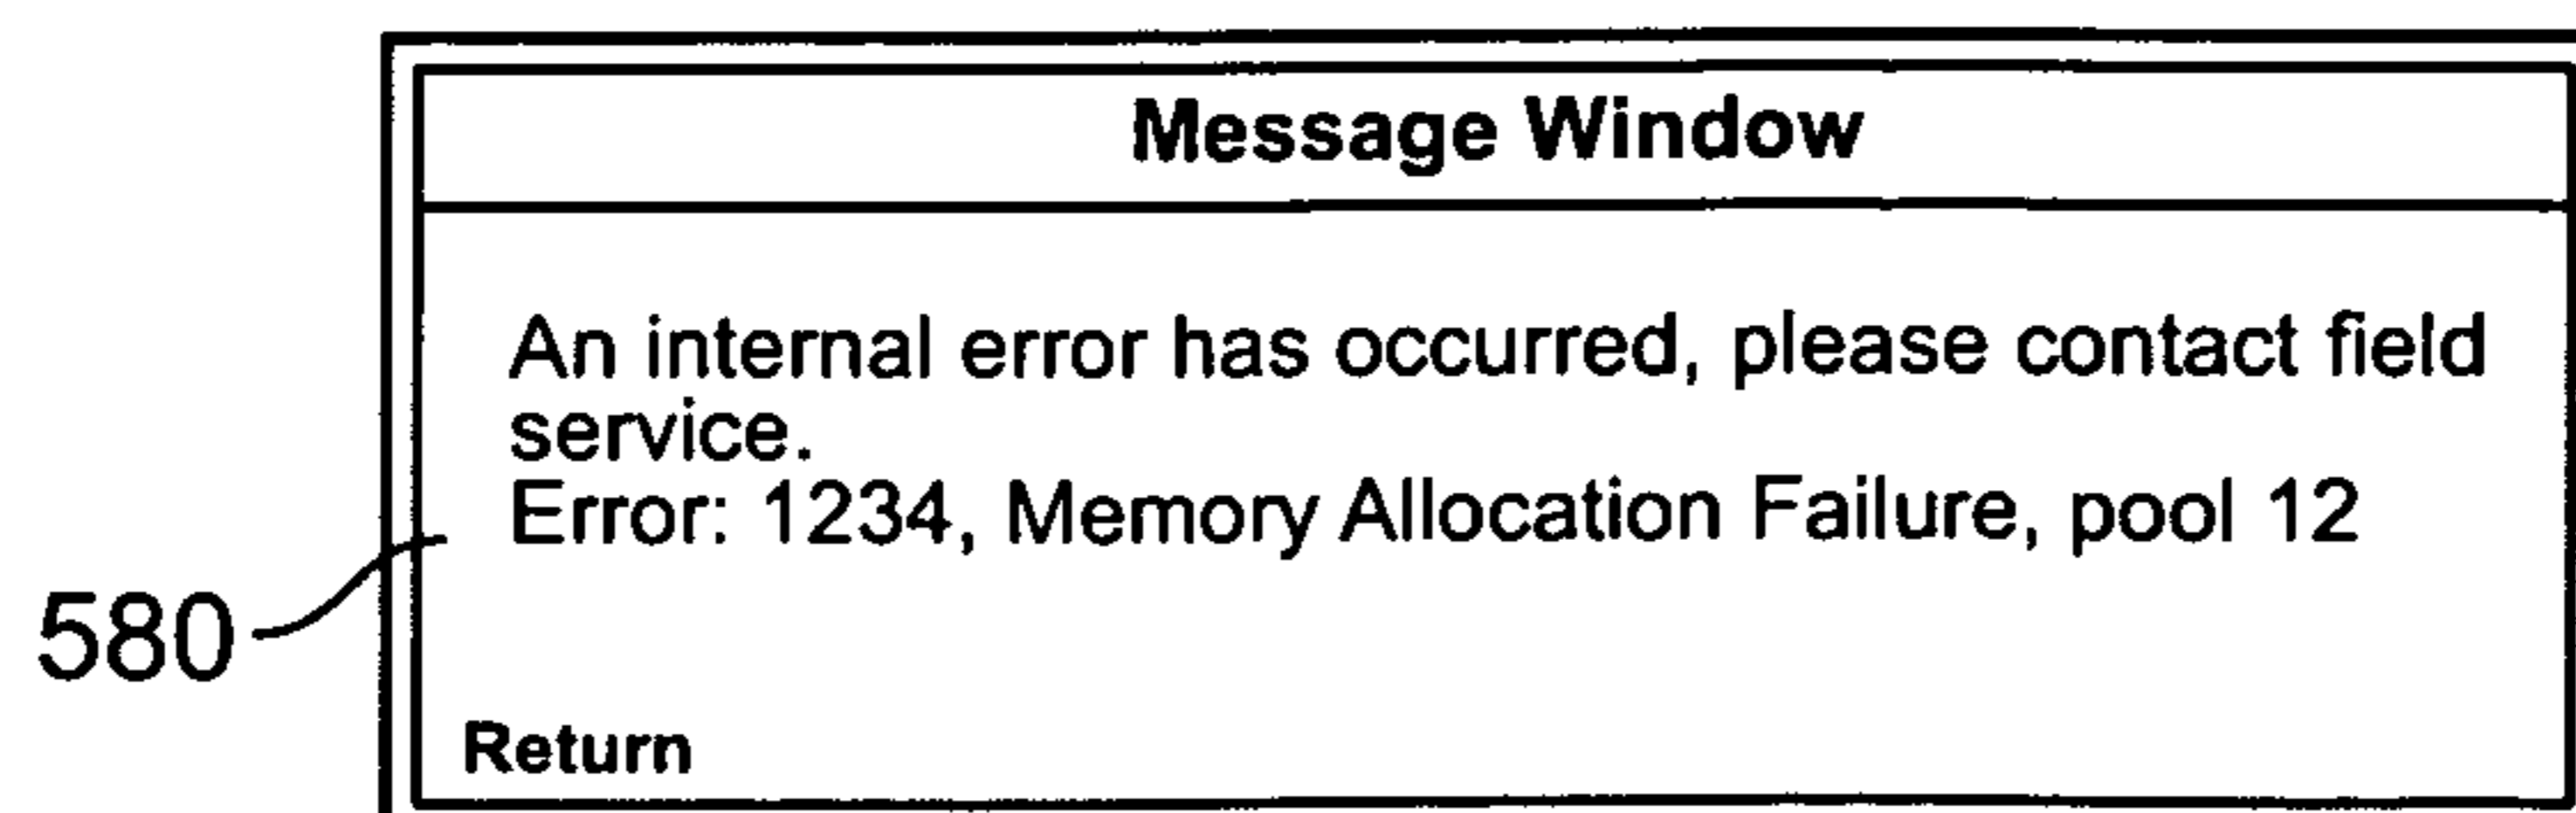 Message Window
An internal error has occurred, please contact field
service.
Error: 1234, Memory Allocation Failure, pool 12
580
Return